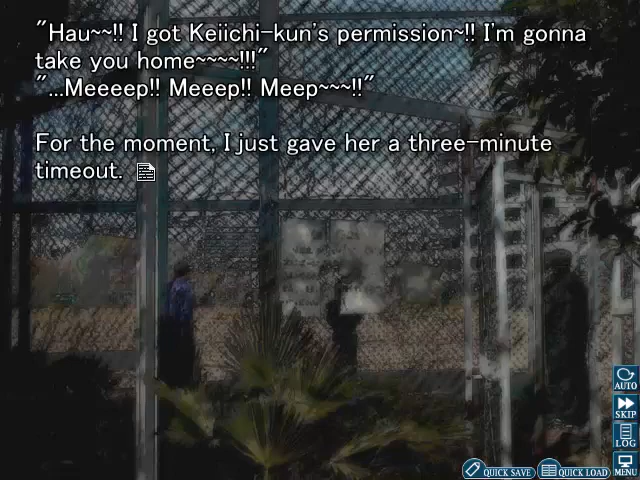 "Hau~~!! I got Keiichi-kun's permission~!! I'm gonna
take you home~~~~!!!"
"...Meeeep!! Meeep!! Meep~~~!!"
For the moment, I just gave her a three-minute
timeout.
AUTO
SKIP
LOG
MENU
QUICK SAVE
QUICK LOAD